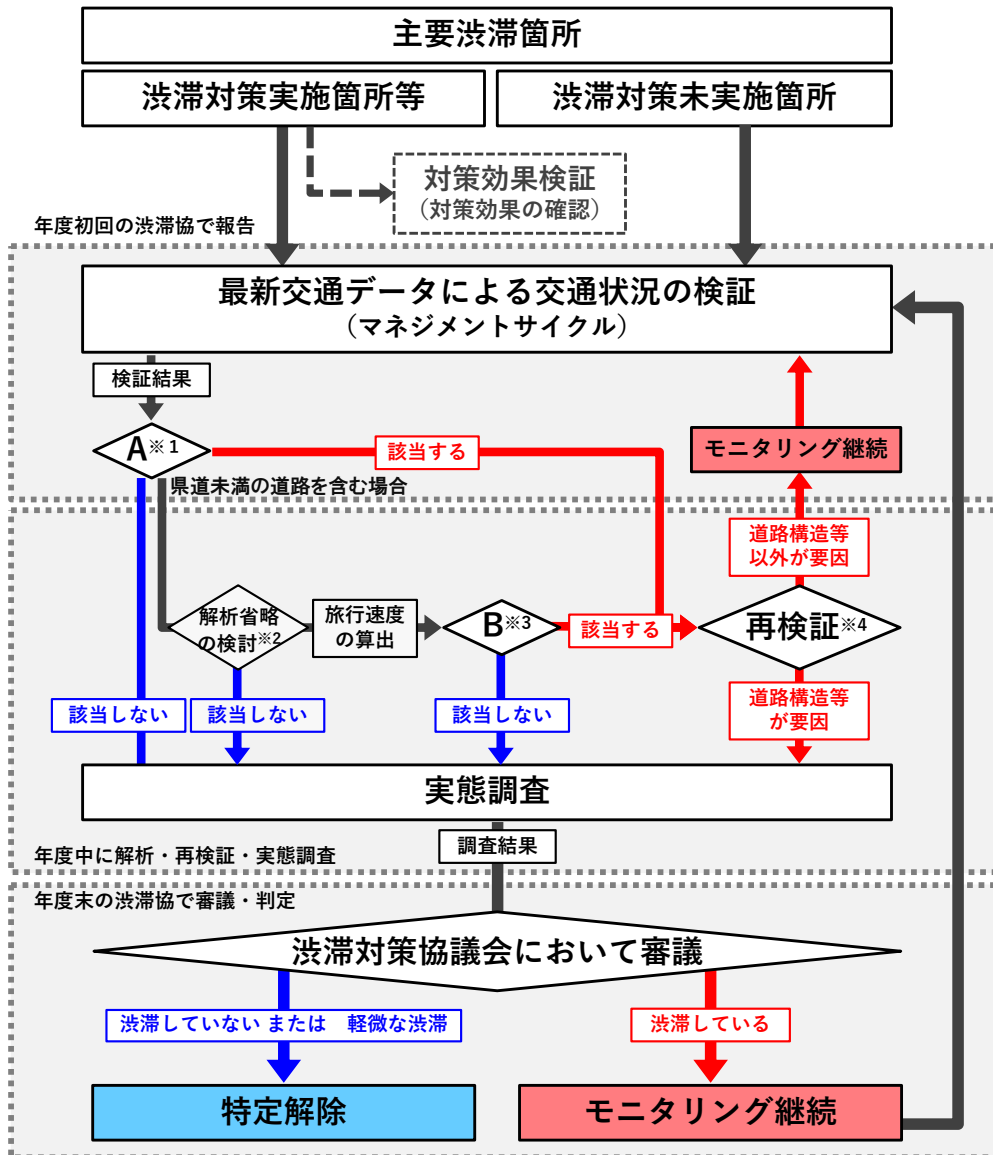 主要渋滞箇所
渋滞対策実施箇所等
渋滞対策未実施箇所
対策効果検証
（対策効果の確認）
年度初回の渋滞協で報告
最新交通データによる交通状況の検証
（マネジメントサイクル）
検証結果
A※1
該当する
モニタリング継続
県道未満の道路を含む場合
道路構造等
以外が要因
解析省略
の検討※2
旅行速度
の算出
B※3
該当する
再検証※4
該当しない
該当しない
該当しない
道路構造等
が要因
実態調査
調査結果
年度中に解析・再検証・実態調査
年度末の渋滞協で審議・判定
渋滞対策協議会において審議
渋滞していない または　軽微な渋滞
渋滞している
特定解除
モニタリング継続